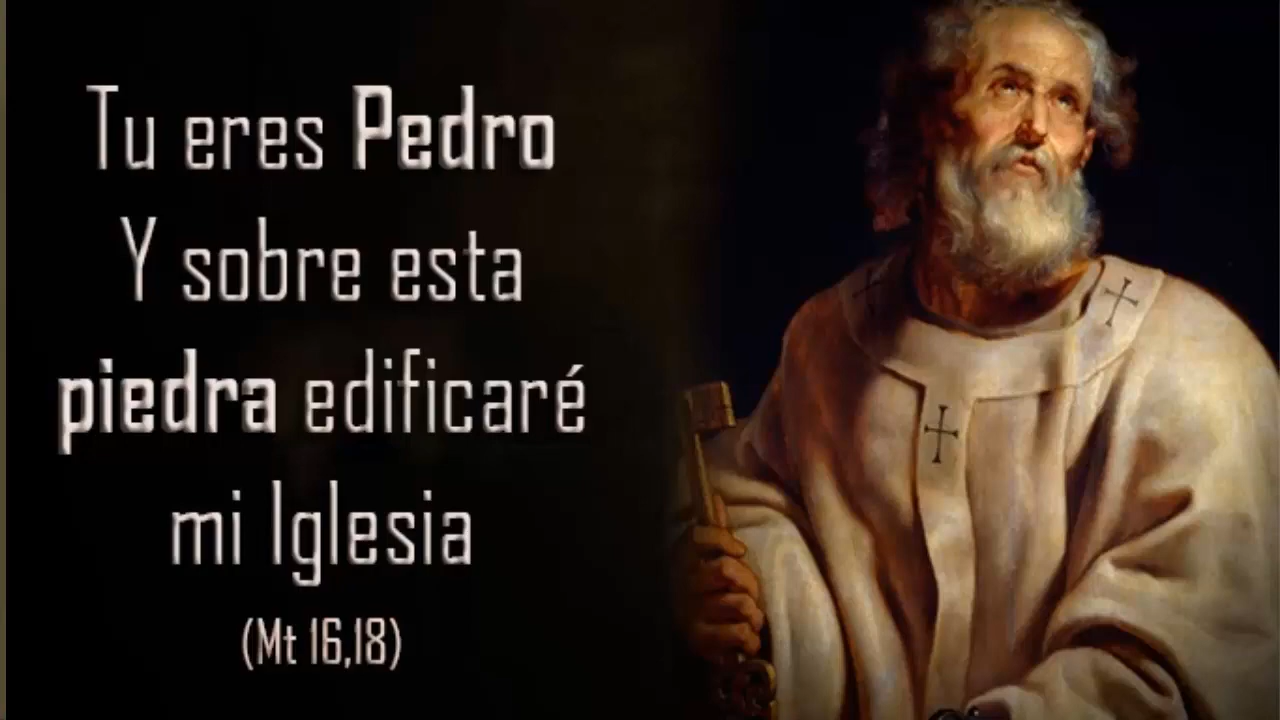 Tu eres Pedro
Y sobre esta
piedra edificaré
mi Iglesia
(Mt 16,18)